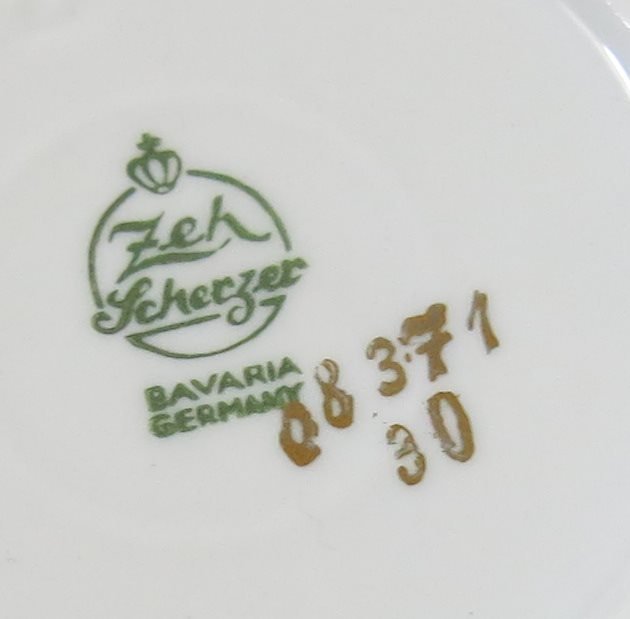 Zeh
Scherzer
BAVARIA
GERMANY
08 371
30